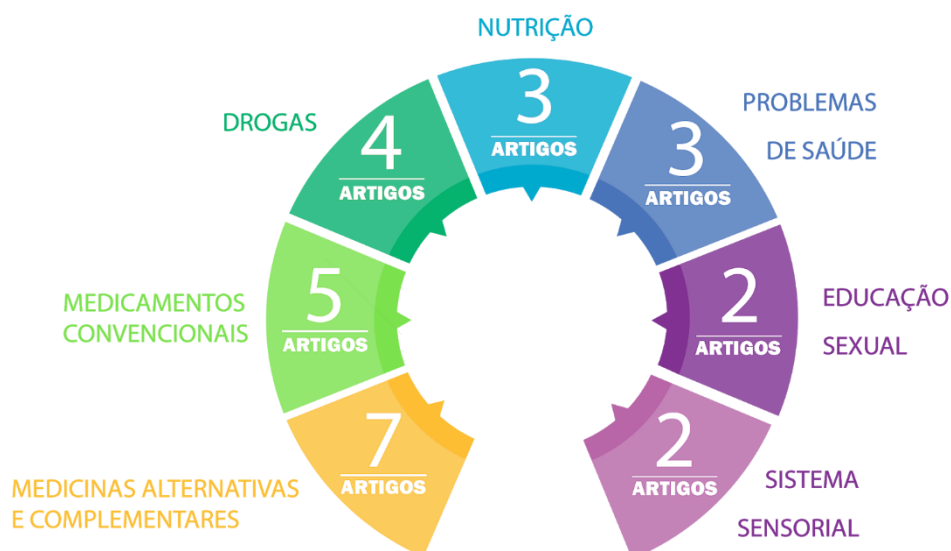 NUTRIÇÃO
3
ARTIGOS
DROGAS
4
ARTIGOS
PROBLEMAS
DE SAÚDE
3
ARTIGOS
MEDICAMENTOS
CONVENCIONAIS
5
ARTIGOS
EDUCAÇÃO
SEXUAL
2
ARTIGOS
MEDICINAS ALTERNATIVAS
E COMPLEMENTARES
7
ARTIGOS
SISTEMA
SENSORIAL
2
ARTIGOS